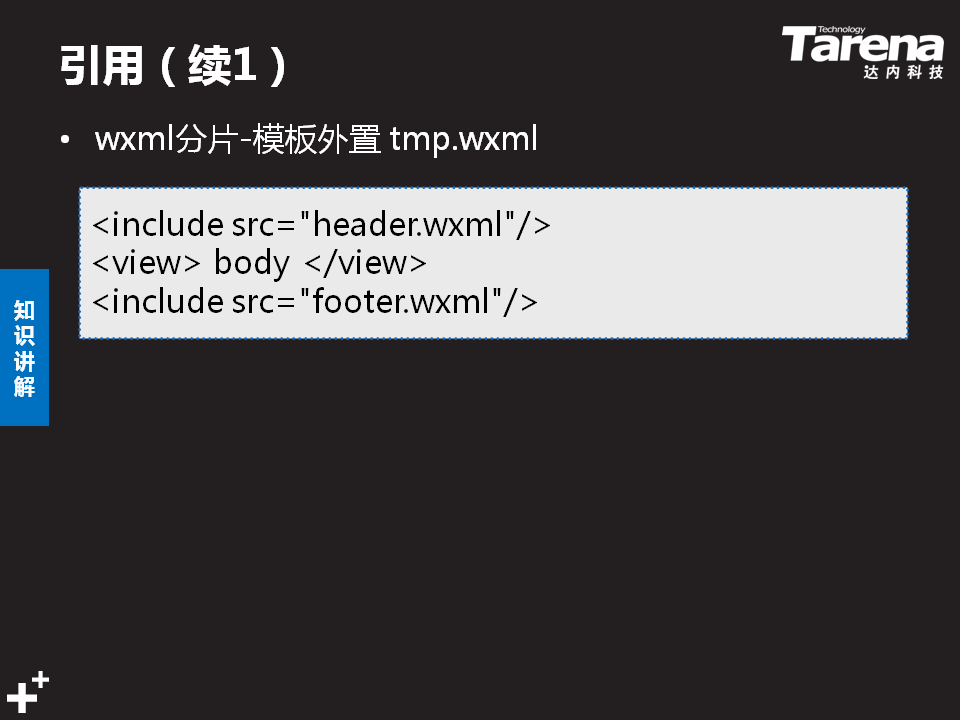 Technology
Tarena
达内科技
引用（续1）
• wxml分片-模板外置 tmp.wxml
<include src="header.wxml"/>
<view> body </view>
<include src="footer.wxml"/>
知识讲解